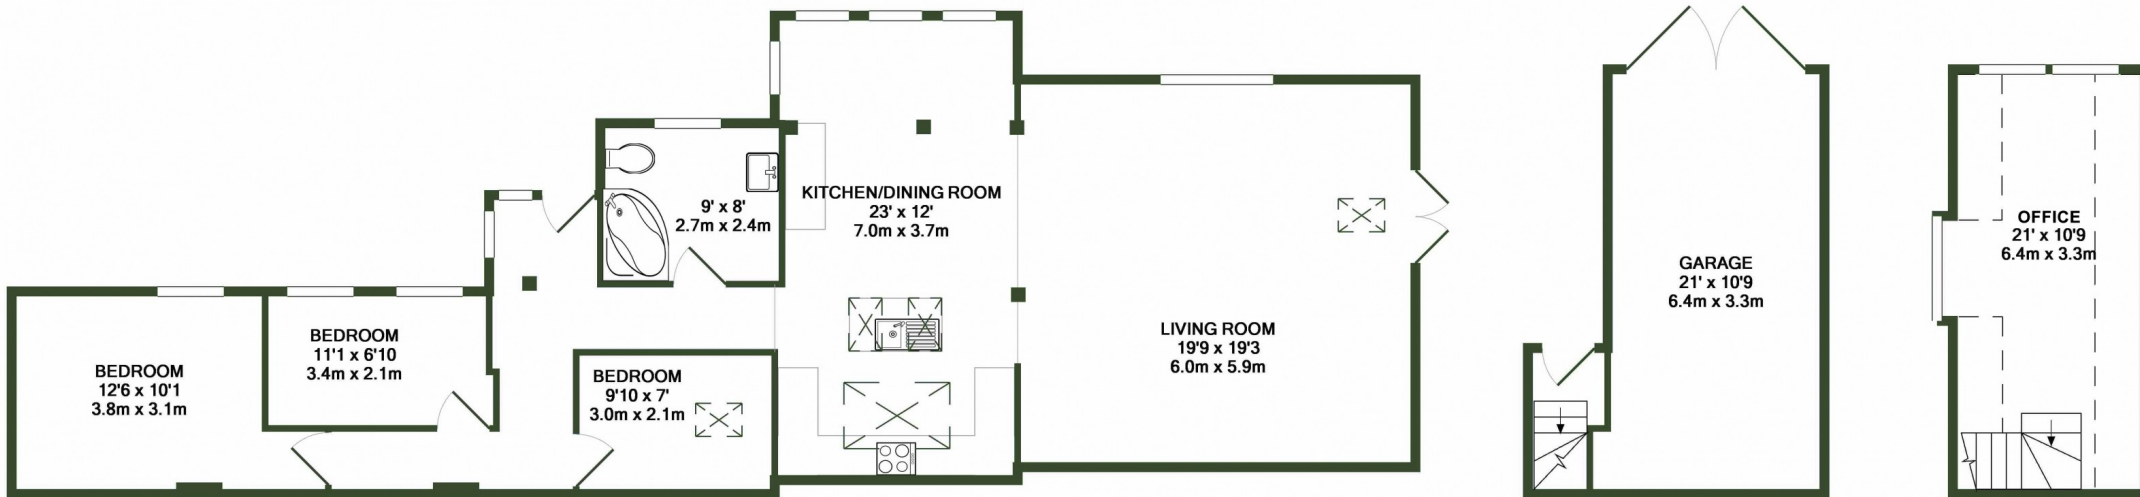 BEDROOM
12'6 x 10'1
3.8m x 3.1m
BEDROOM
11'1 x 6'10
3.4m x 2.1m
BEDROOM
9'10 x 7'
3.0m x 2.1m
9' x 8'
2.7m x 2.4m
KITCHEN/DINING ROOM
23' x 12'
7.0m x 3.7m
LIVING ROOM
19'9 x 19'3
6.0m x 5.9m
GARAGE
21' x 10'9
6.4m x 3.3m
OFFICE
21' x 10'9
6.4m x 3.3m